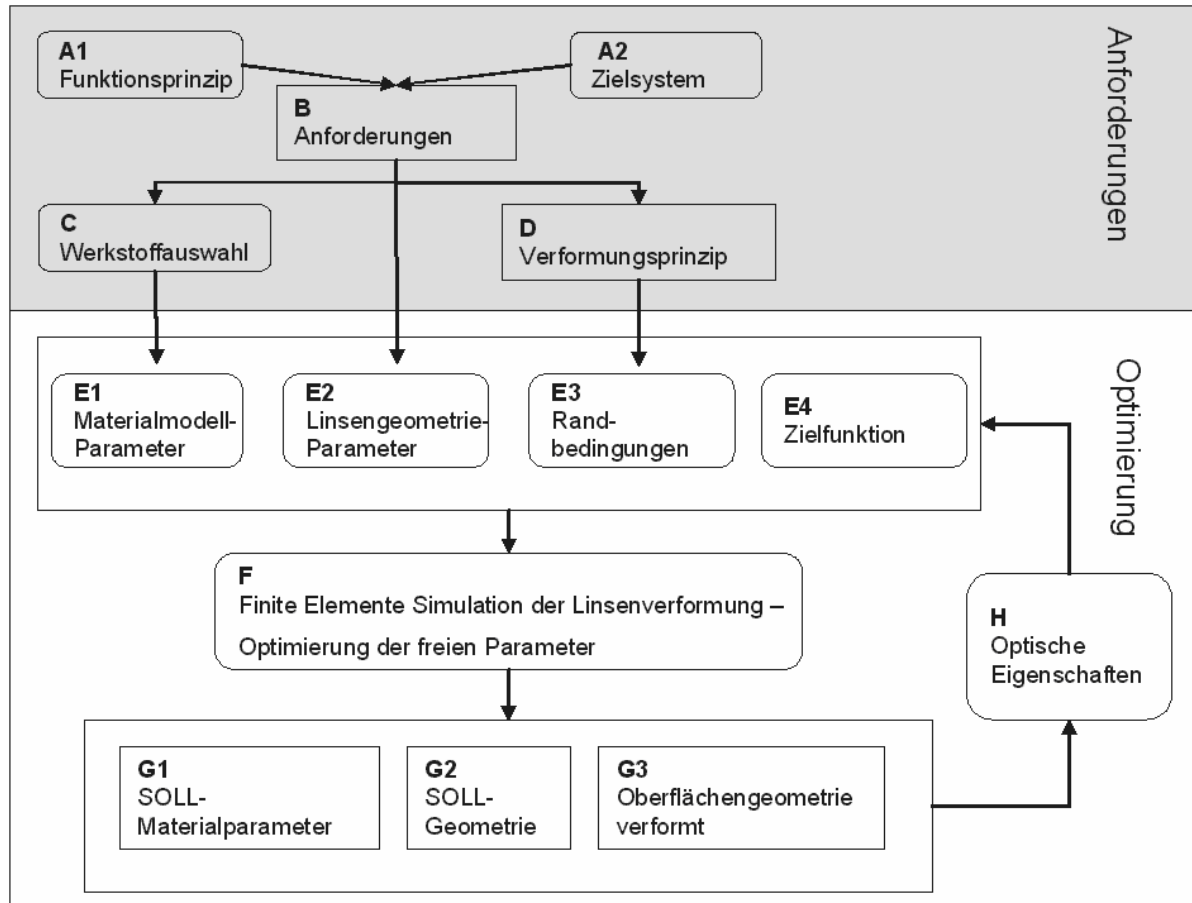 A1
Funktionsprinzip
A2
Zielsystem
B
Anforderungen
Anforderungen
C
Werkstoffauswahl
D
Verformungsprinzip
E1
Materialmodell-
Parameter
E2
Linsengeometrie-
Parameter
E3
Rand-
bedingungen
E4
Zielfunktion
Optimierung
F
Finite Elemente Simulation der Linsenverformung –
Optimierung der freien Parameter
H
Optische
Eigenschaften
G1
SOLL-
Materialparameter
G2
SOLL-
Geometrie
G3
Oberflächengeometrie
verformt